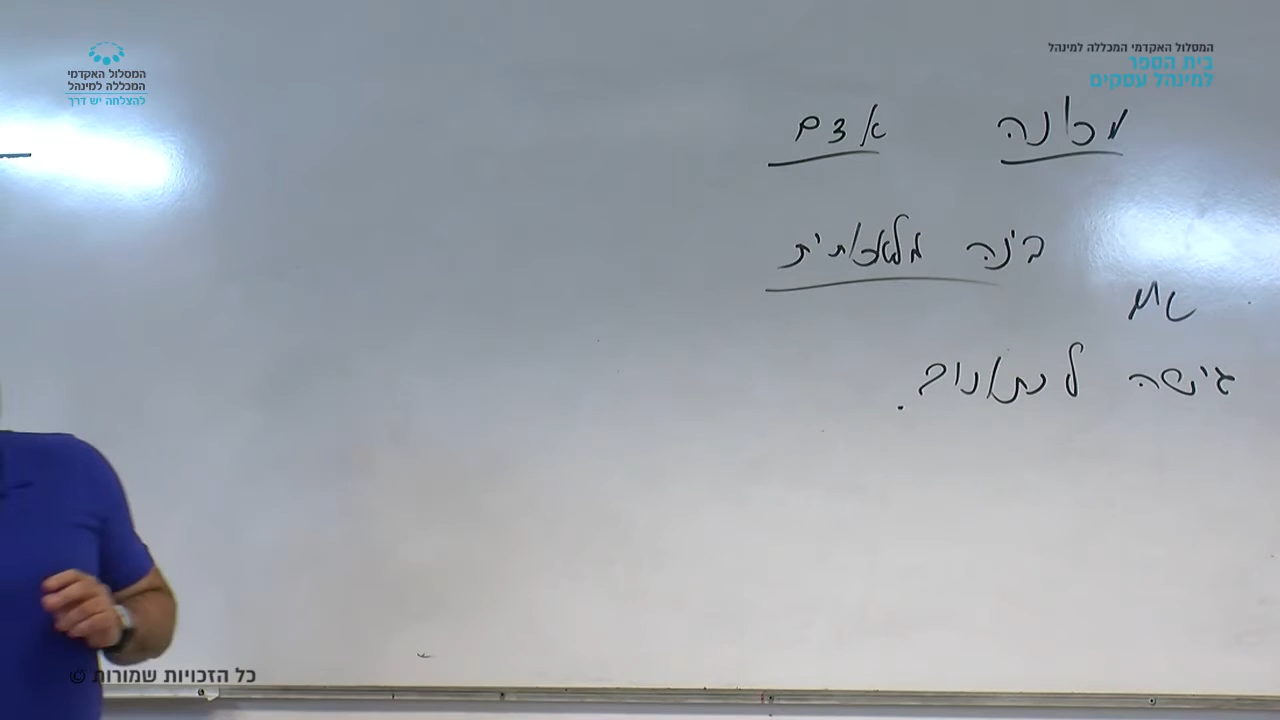 המסלול האקדמי המכללה למינהל
בית הספר
למינהל עסקים
המסלול האקדמי
המכללה למינהל
להצלחה יש דרך
מכונה אדם
בינה מלאכותית
גישה לנתונים.
כל הזכויות שמורות ©